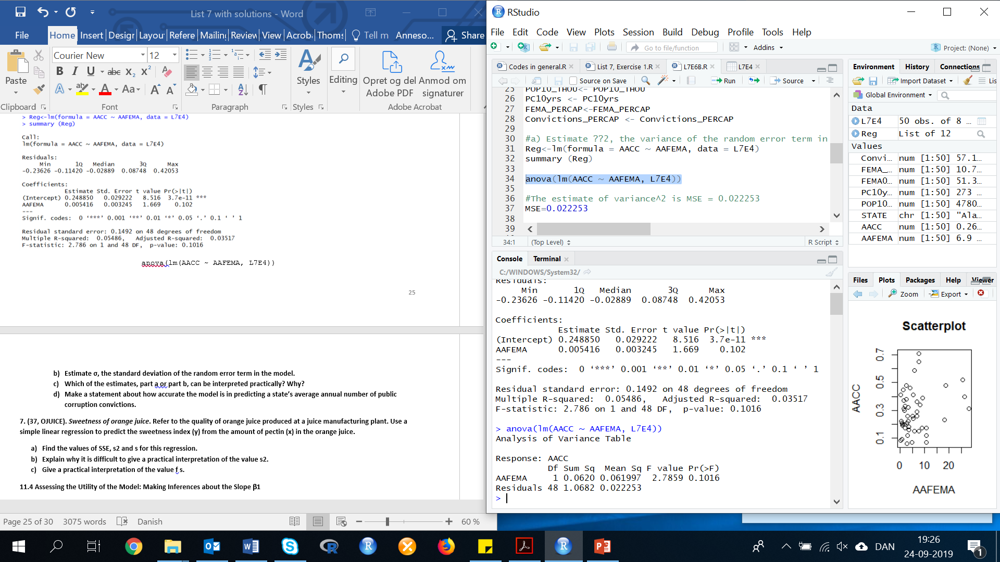 List 7 with solutions - Word
File Home Insert Design Layout Refere Mailing Review View Acroba Thoms Tell m Anneso... Share
Courier New 12
Paste
Styles
Editing
Opret og del Adobe PDF
Anmod om signaturer
Clipboard Font Paragraph Styles Adobe Acrobat
> Reg<-lm(formula = AACC ~ AAFEMA, data = L7E4)
> summary (Reg)
Call:
lm(formula = AACC ~ AAFEMA, data = L7E4)
Residuals:
Min 1Q Median 3Q Max
-0.23626 -0.11420 -0.02889 0.08748 0.42053
Coefficients:
Estimate Std. Error t value Pr(>|t|)
(Intercept) 0.248850 0.029222 8.516 3.7e-11 ***
AAFEMA 0.005416 0.003245 1.669 0.102
---
Signif. codes: 0 ‘***’ 0.001 ‘**’ 0.01 ‘*’ 0.05 ‘.’ 0.1 ‘ ’ 1
Residual standard error: 0.1492 on 48 degrees of freedom
Multiple R-squared: 0.05486, Adjusted R-squared: 0.03517
F-statistic: 2.786 on 1 and 48 DF, p-value: 0.1016
anova(lm(AACC ~ AAFEMA, L7E4))
25
b) Estimate σ, the standard deviation of the random error term in the model.
c) Which of the estimates, part a or part b, can be interpreted practically? Why?
d) Make a statement about how accurate the model is in predicting a state’s average annual number of public
corruption convictions.
7. (37, OJUICE). Sweetness of orange juice. Refer to the quality of orange juice produced at a juice manufacturing plant. Use a
simple linear regression to predict the sweetness index (y) from the amount of pectin (x) in the orange juice.
a) Find the values of SSE, s2 and s for this regression.
b) Explain why it is difficult to give a practical interpretation of the value s2.
c) Give a practical interpretation of the value f s.
11.4 Assessing the Utility of the Model: Making Inferences about the Slope β1
Page 25 of 30 3075 words Danish 60 %
RStudio
File Edit Code View Plots Session Build Debug Profile Tools Help
Go to file/function Addins Project: (None)
Codes in general.R List 7, Exercise 1.R L7E6B.R L7E4
Source on Save Run Source
25 POP10_THOU<- POP10_THOU
26 PC10yrs <- PC10yrs
27 FEMA_PERCAP<-FEMA_PERCAP
28 Convictions_PERCAP <- Convictions_PERCAP
29
30 #a) Estimate ??2, the variance of the random error term in
31 Reg<-lm(formula = AACC ~ AAFEMA, data = L7E4)
32 summary (Reg)
33
34 anova(lm(AACC ~ AAFEMA, L7E4))
35
36 #The estimate of variance^2 is MSE = 0.022253
37 MSE=0.022253
38
39
34:1 (Top Level) R Script
Console Terminal
C:/WINDOWS/System32/
Residuals:
Min 1Q Median 3Q Max
-0.23626 -0.11420 -0.02889 0.08748 0.42053
Coefficients:
Estimate Std. Error t value Pr(>|t|)
(Intercept) 0.248850 0.029222 8.516 3.7e-11 ***
AAFEMA 0.005416 0.003245 1.669 0.102
---
Signif. codes: 0 ‘***’ 0.001 ‘**’ 0.01 ‘*’ 0.05 ‘.’ 0.1 ‘ ’ 1
Residual standard error: 0.1492 on 48 degrees of freedom
Multiple R-squared: 0.05486, Adjusted R-squared: 0.03517
F-statistic: 2.786 on 1 and 48 DF, p-value: 0.1016
> anova(lm(AACC ~ AAFEMA, L7E4))
Analysis of Variance Table
Response: AACC
Df Sum Sq Mean Sq F value Pr(>F)
AAFEMA 1 0.0620 0.061997 2.7859 0.1016
Residuals 48 1.0682 0.022253
>
Environment History Connections
Import Dataset Lis
Global Environment
Data
L7E4 50 obs. of 8 ...
Reg List of 12
Values
Convi... num [1:50] 57.1...
FEMA_... num [1:50] 10.7...
FEMA0... num [1:50] 51.3...
PC10y... num [1:50] 273 ...
POP10... num [1:50] 4780...
STATE chr [1:50] "Ala...
AACC num [1:50] 0.26...
AAFEMA num [1:50] 6.9 ...
Files Plots Packages Help Viewer
Zoom Export
Scatterplot
AACC
0.7
0.5
0.3
0.1
0 10 20
AAFEMA
DAN
19:26
24-09-2019
1